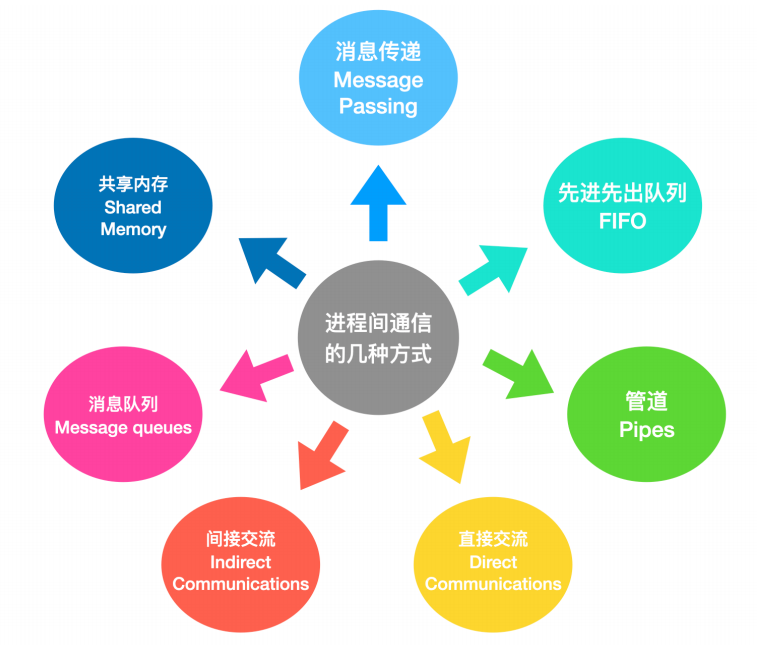 消息传递
Message
Passing
共享内存
Shared
Memory
先进先出队列
FIFO
进程间通信
的几种方式
消息队列
Message queues
管道
Pipes
间接交流
Indirect
Communications
直接交流
Direct
Communications